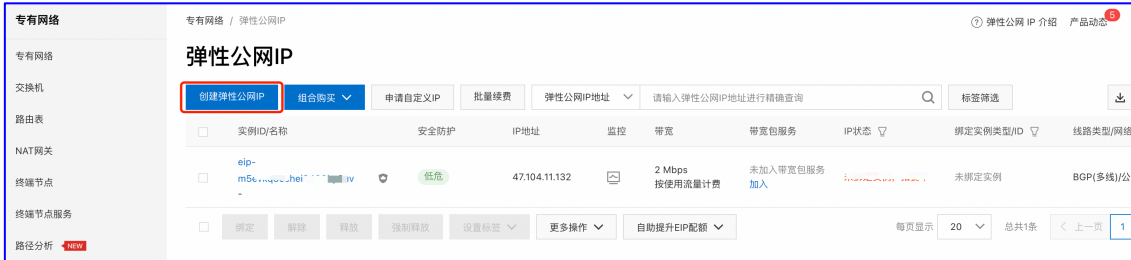 专有网络
专有网络 / 弹性公网IP
弹性公网 IP 介绍 产品动态 5
专有网络
弹性公网IP
交换机
创建弹性公网IP 组合购买 申请自定义IP 批量续费 弹性公网IP地址 请输入弹性公网IP地址进行精确查询 标签筛选
路由表
实例ID/名称 安全防护 IP地址 监控 带宽 带宽包服务 IP状态 绑定实例类型/ID 线路类型/网络
NAT网关
eip-
终端节点
低危 47.104.11.132 2 Mbps 未加入带宽包服务 未绑定实例 BGP(多线)/公
按使用流量计费 加入
-
终端节点服务
绑定 解除 释放 强制释放 设置标签 更多操作 自助提升EIP配额 每页显示 20 总共1条 上一页 1
路径分析 NEW